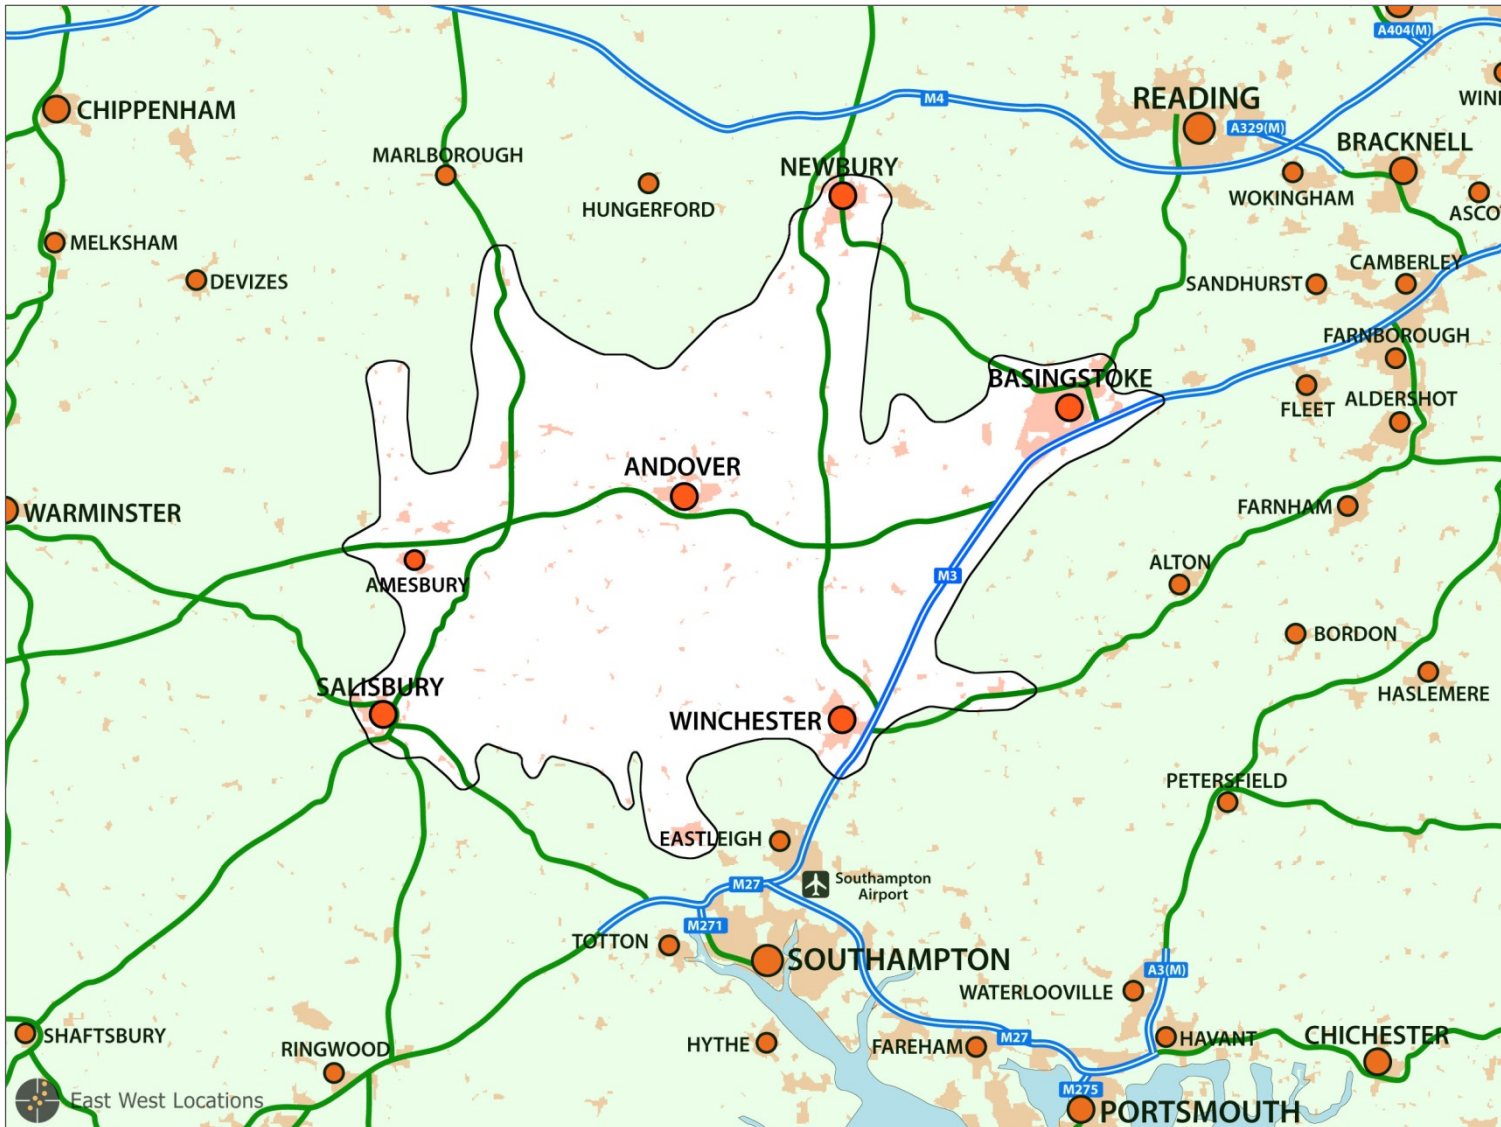 A404(M)
WIN
CHIPPENHAM
READING
M4
A329(M)
BRACKNELL
MARLBOROUGH
NEWBURY
HUNGERFORD
WOKINGHAM
ASCO
MELKSHAM
DEVIZES
CAMBERLEY
SANDHURST
FARNBOROUGH
BASINGSTOKE
FLEET
ALDERSHOT
ANDOVER
WARMINSTER
FARNHAM
AMESBURY
M3
ALTON
BORDON
SALISBURY
HASLEMERE
WINCHESTER
PETERSFIELD
EASTLEIGH
M27
Southampton
Airport
M271
TOTTON
SOUTHAMPTON
A3(M)
WATERLOOVILLE
SHAFTSBURY
RINGWOOD
HYTHE
FAREHAM
M27
HAVANT
CHICHESTER
M275
East West Locations
PORTSMOUTH